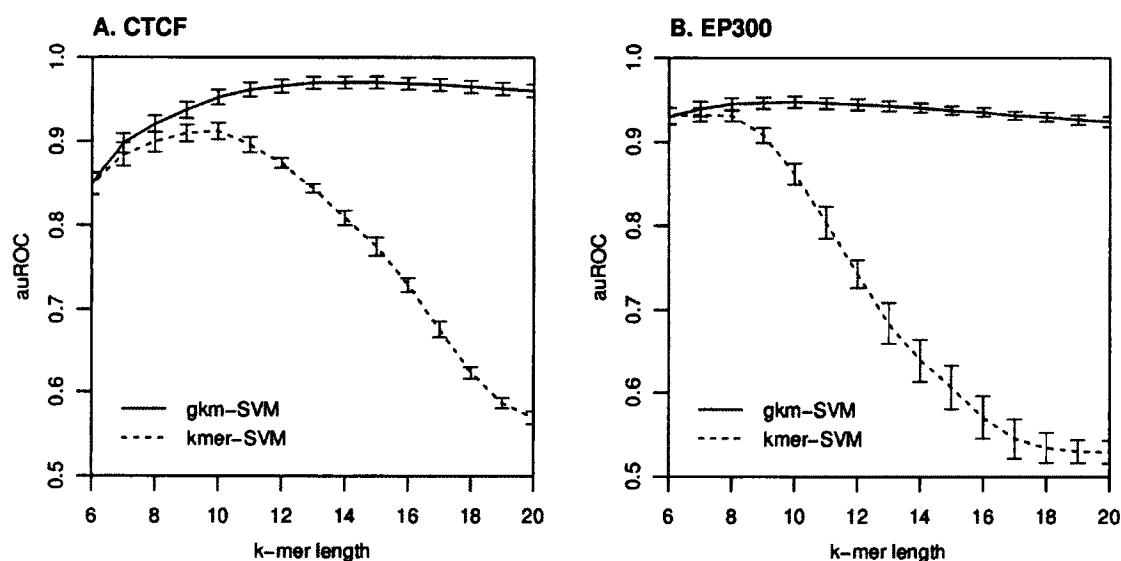 A. CTCF
auROC
1.0
0.9
0.8
0.7
0.6
0.5
gkm-SVM
kmer-SVM
6 8 10 12 14 16 18 20
k-mer length
B. EP300
auROC
1.0
0.9
0.8
0.7
0.6
0.5
gkm-SVM
kmer-SVM
6 8 10 12 14 16 18 20
k-mer length